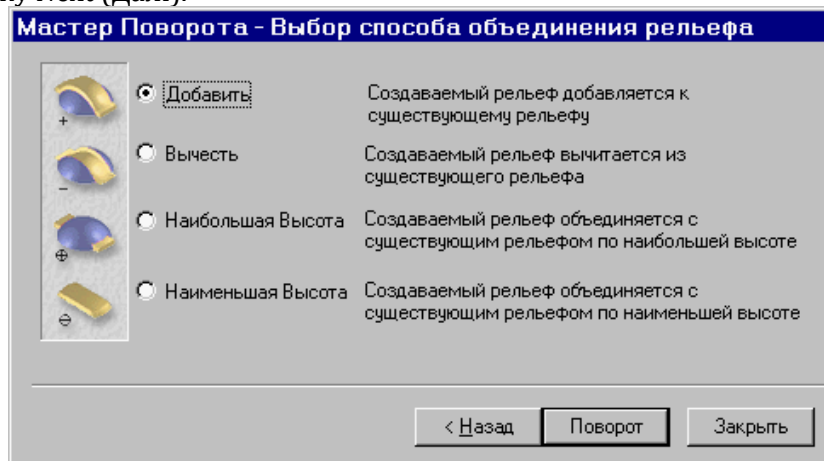 Next (Далі).
Мастер Поворота - Выбор способа объединения рельефа
Добавить
Создаваемый рельеф добавляется к
существующему рельефу
Вычесть
Создаваемый рельеф вычитается из
существующего рельефа
Наибольшая Высота
Создаваемый рельеф объединяется с
существующим рельефом по наибольшей высоте
Наименьшая Высота
Создаваемый рельеф объединяется с
существующим рельефом по наименьшей высоте
< Назад
Поворот
Закрыть